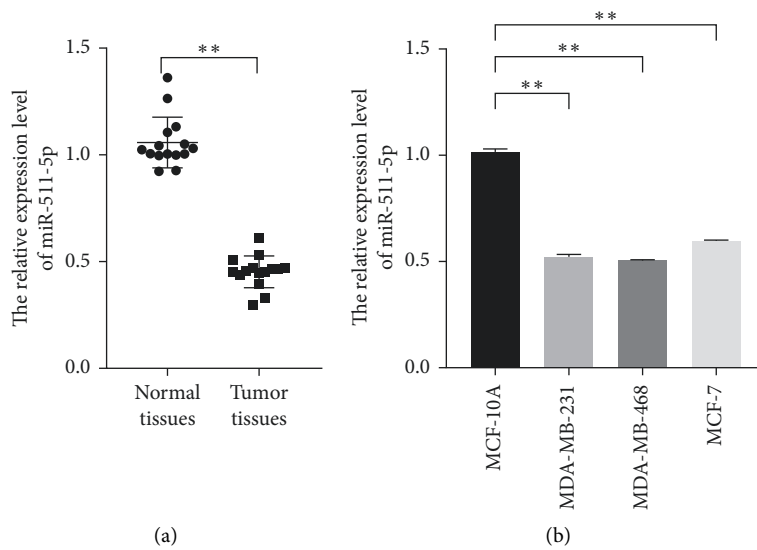 The relative expression level
of miR-511-5p
1.5
1.0
0.5
0.0
**
Normal
tissues
Tumor
tissues
(a)
The relative expression level
of miR-511-5p
1.5
1.0
0.5
0.0
**
**
**
MCF-10A
MDA-MB-231
MDA-MB-468
MCF-7
(b)